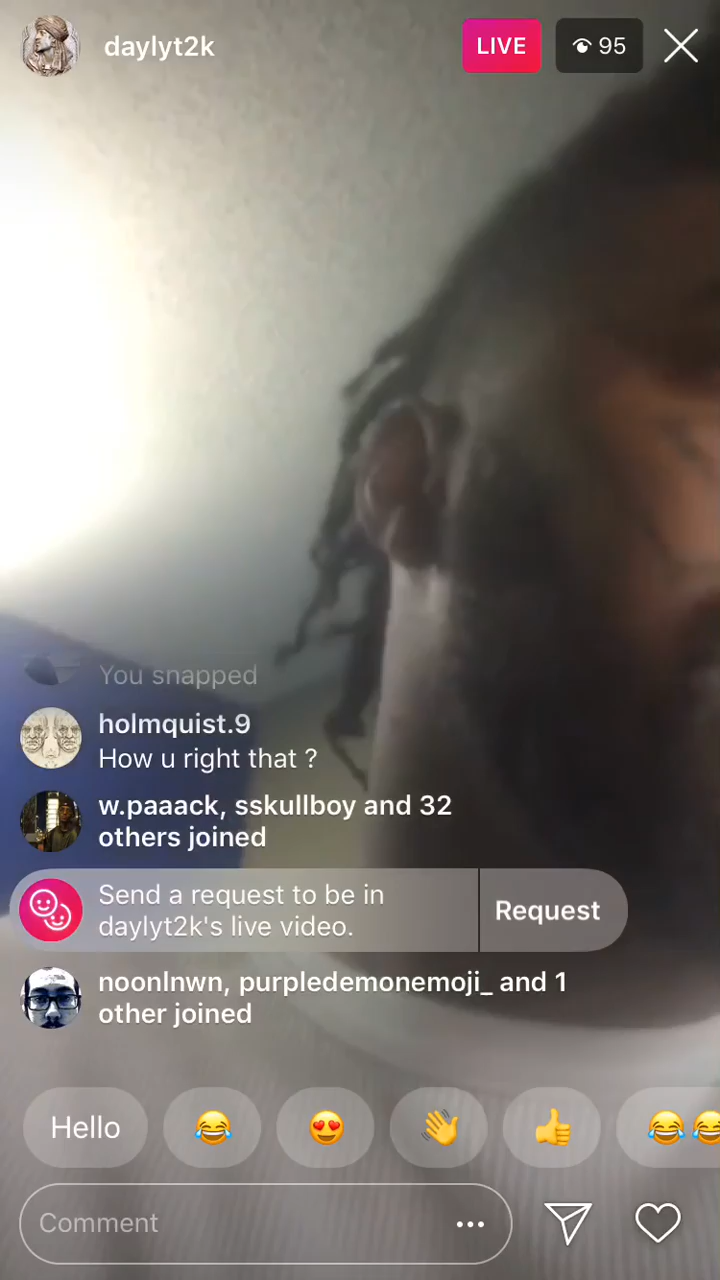 daylyt2k
LIVE
95
You snapped
holmquist.9
How u right that ?
w.paaack, sskullboy and 32
others joined
Send a request to be in
daylyt2k's live video.
Request
noonlnwn, purpledemonemoji_ and 1
other joined
Hello
Comment